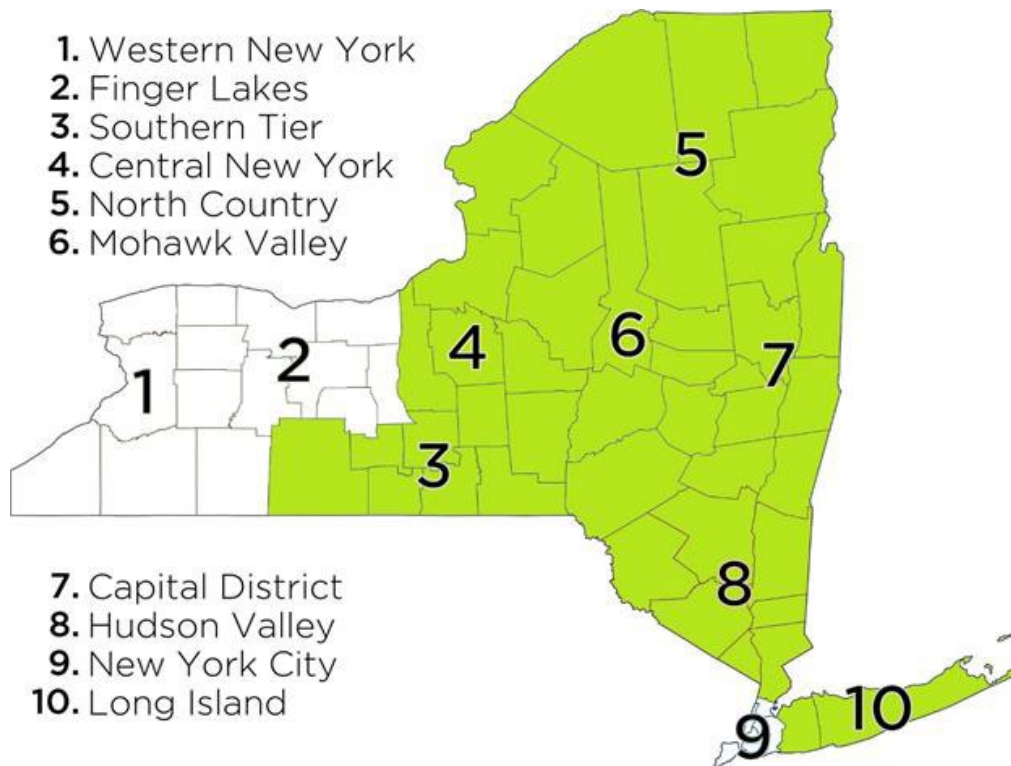 1. Western New York
2. Finger Lakes
3. Southern Tier
4. Central New York
5. North Country
6. Mohawk Valley
5
6
4
7
2
1
3
8
7. Capital District
8. Hudson Valley
9. New York City
10. Long Island
10
9